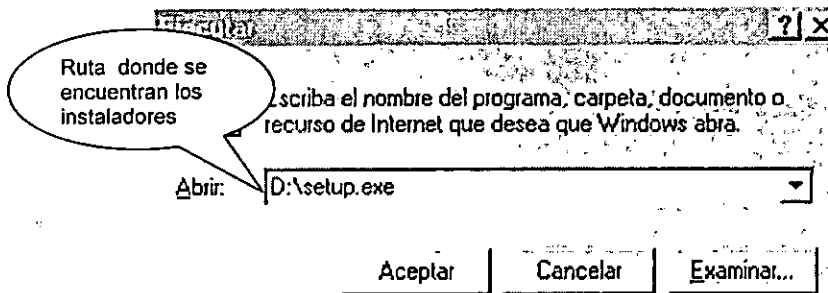 Ejecutar
? ×
Ruta donde se
encuentran los
instaladores
Escriba el nombre del programa, carpeta, documento o
recurso de Internet que desea que Windows abra.
Abrir:
D:\setup.exe
Aceptar
Cancelar
Examinar...